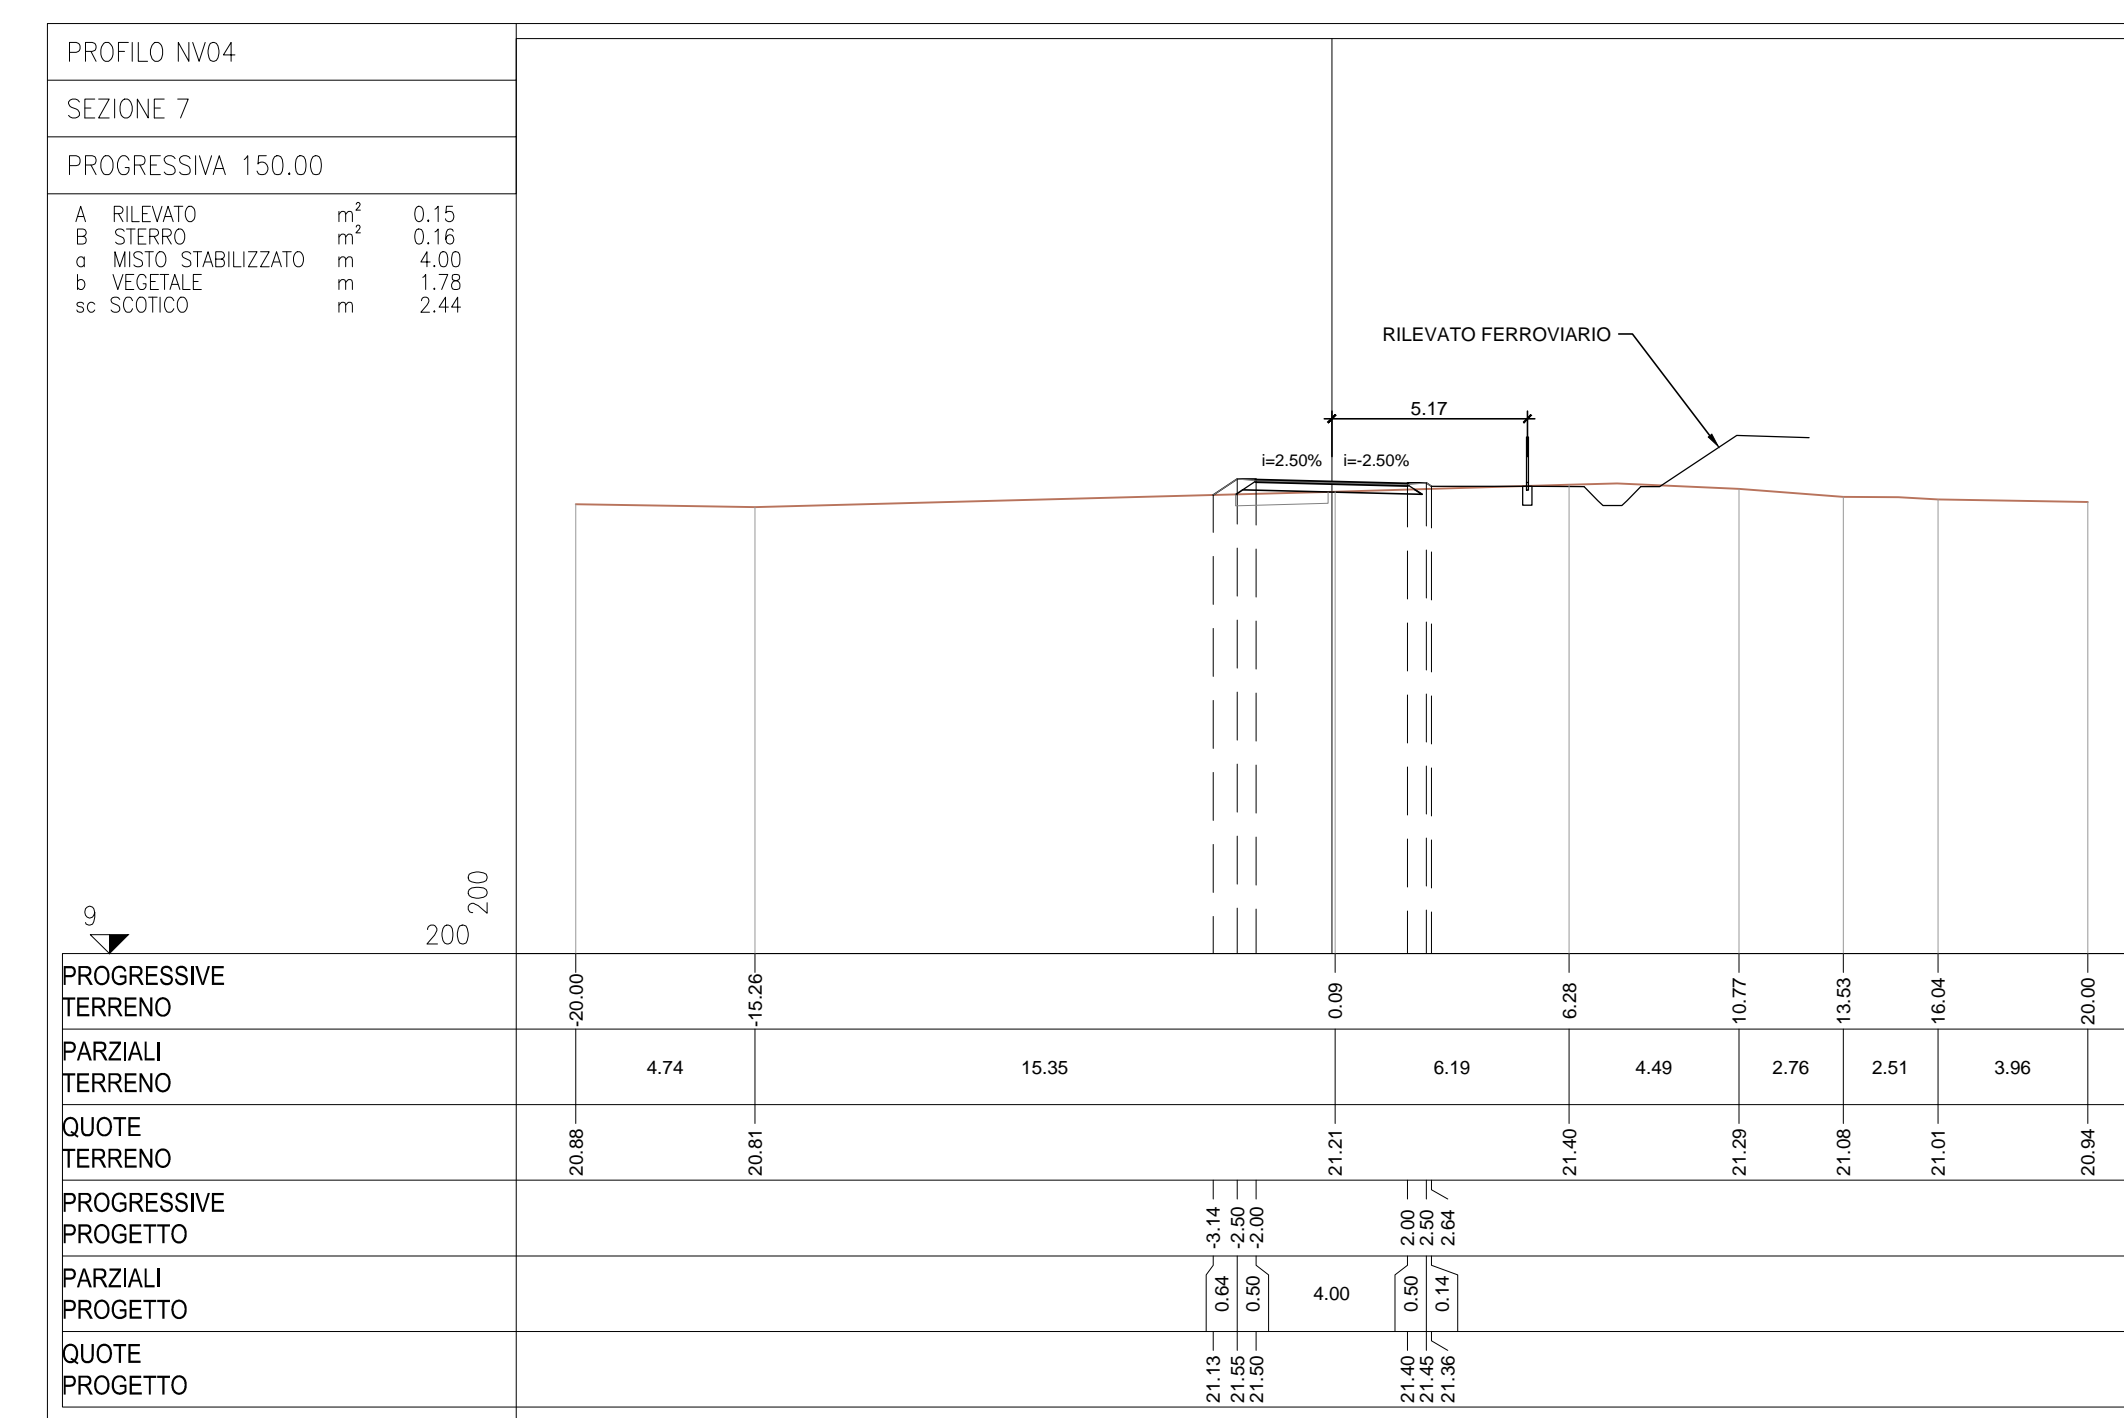 PROFILO NV04
SEZIONE 7
PROGRESSIVA 150.00
A RILEVATO m² 0.15
B STERRO m² 0.16
a MISTO STABILIZZATO m 4.00
b VEGETALE m 1.78
sc SCOTICO m 2.44
RILEVATO FERROVIARIO
5.17
i=2.50% i=-2.50%
200
9
200
PROGRESSIVE
TERRENO
-20.00 -15.26 0.09 6.28 10.77 13.53 16.04 20.00
PARZIALI
TERRENO
4.74 15.35 6.19 4.49 2.76 2.51 3.96
QUOTE
TERRENO
20.88 20.81 21.21 21.40 21.29 21.08 21.01 20.94
PROGRESSIVE
PROGETTO
-3.14 -2.50 -2.00 2.00 2.50 2.64
PARZIALI
PROGETTO
0.64 0.50 4.00 0.50 0.14
QUOTE
PROGETTO
21.13 21.55 21.50 21.40 21.45 21.36